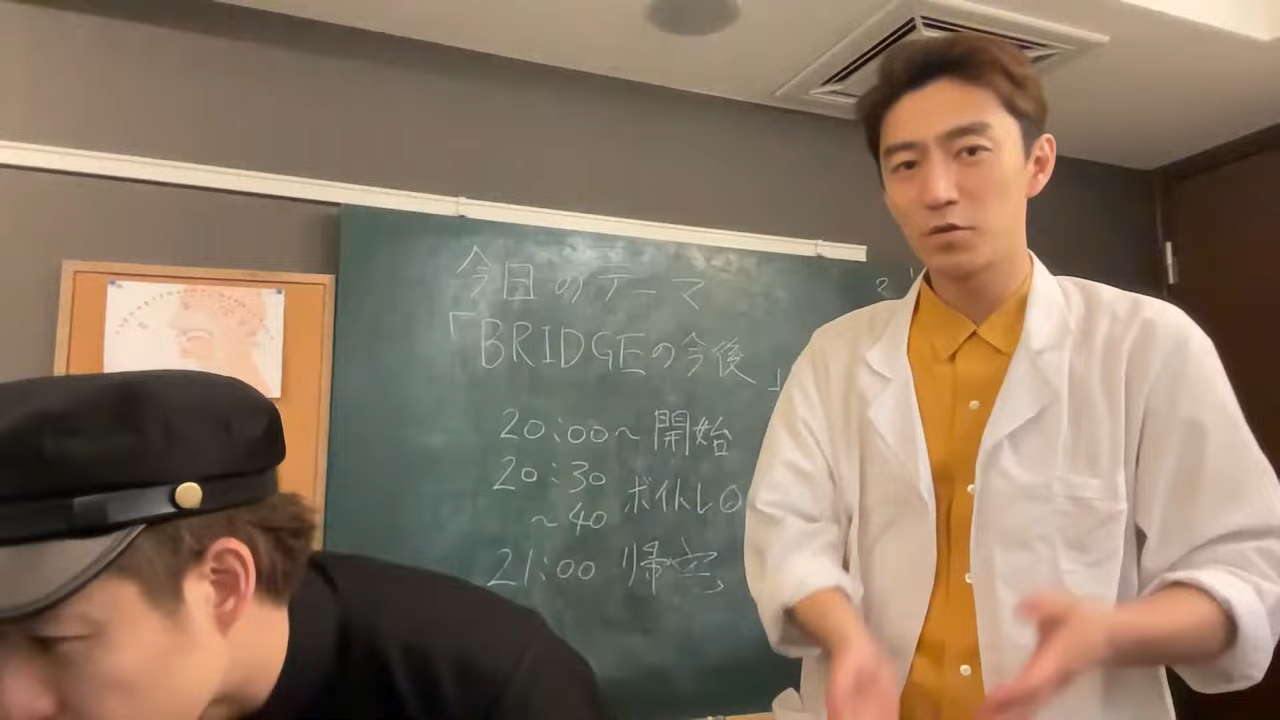 今日のテーマ
「BRIDGEの今後」
20:00~ 開始
20:30
~40 ボイトレ①
21:00 帰宅